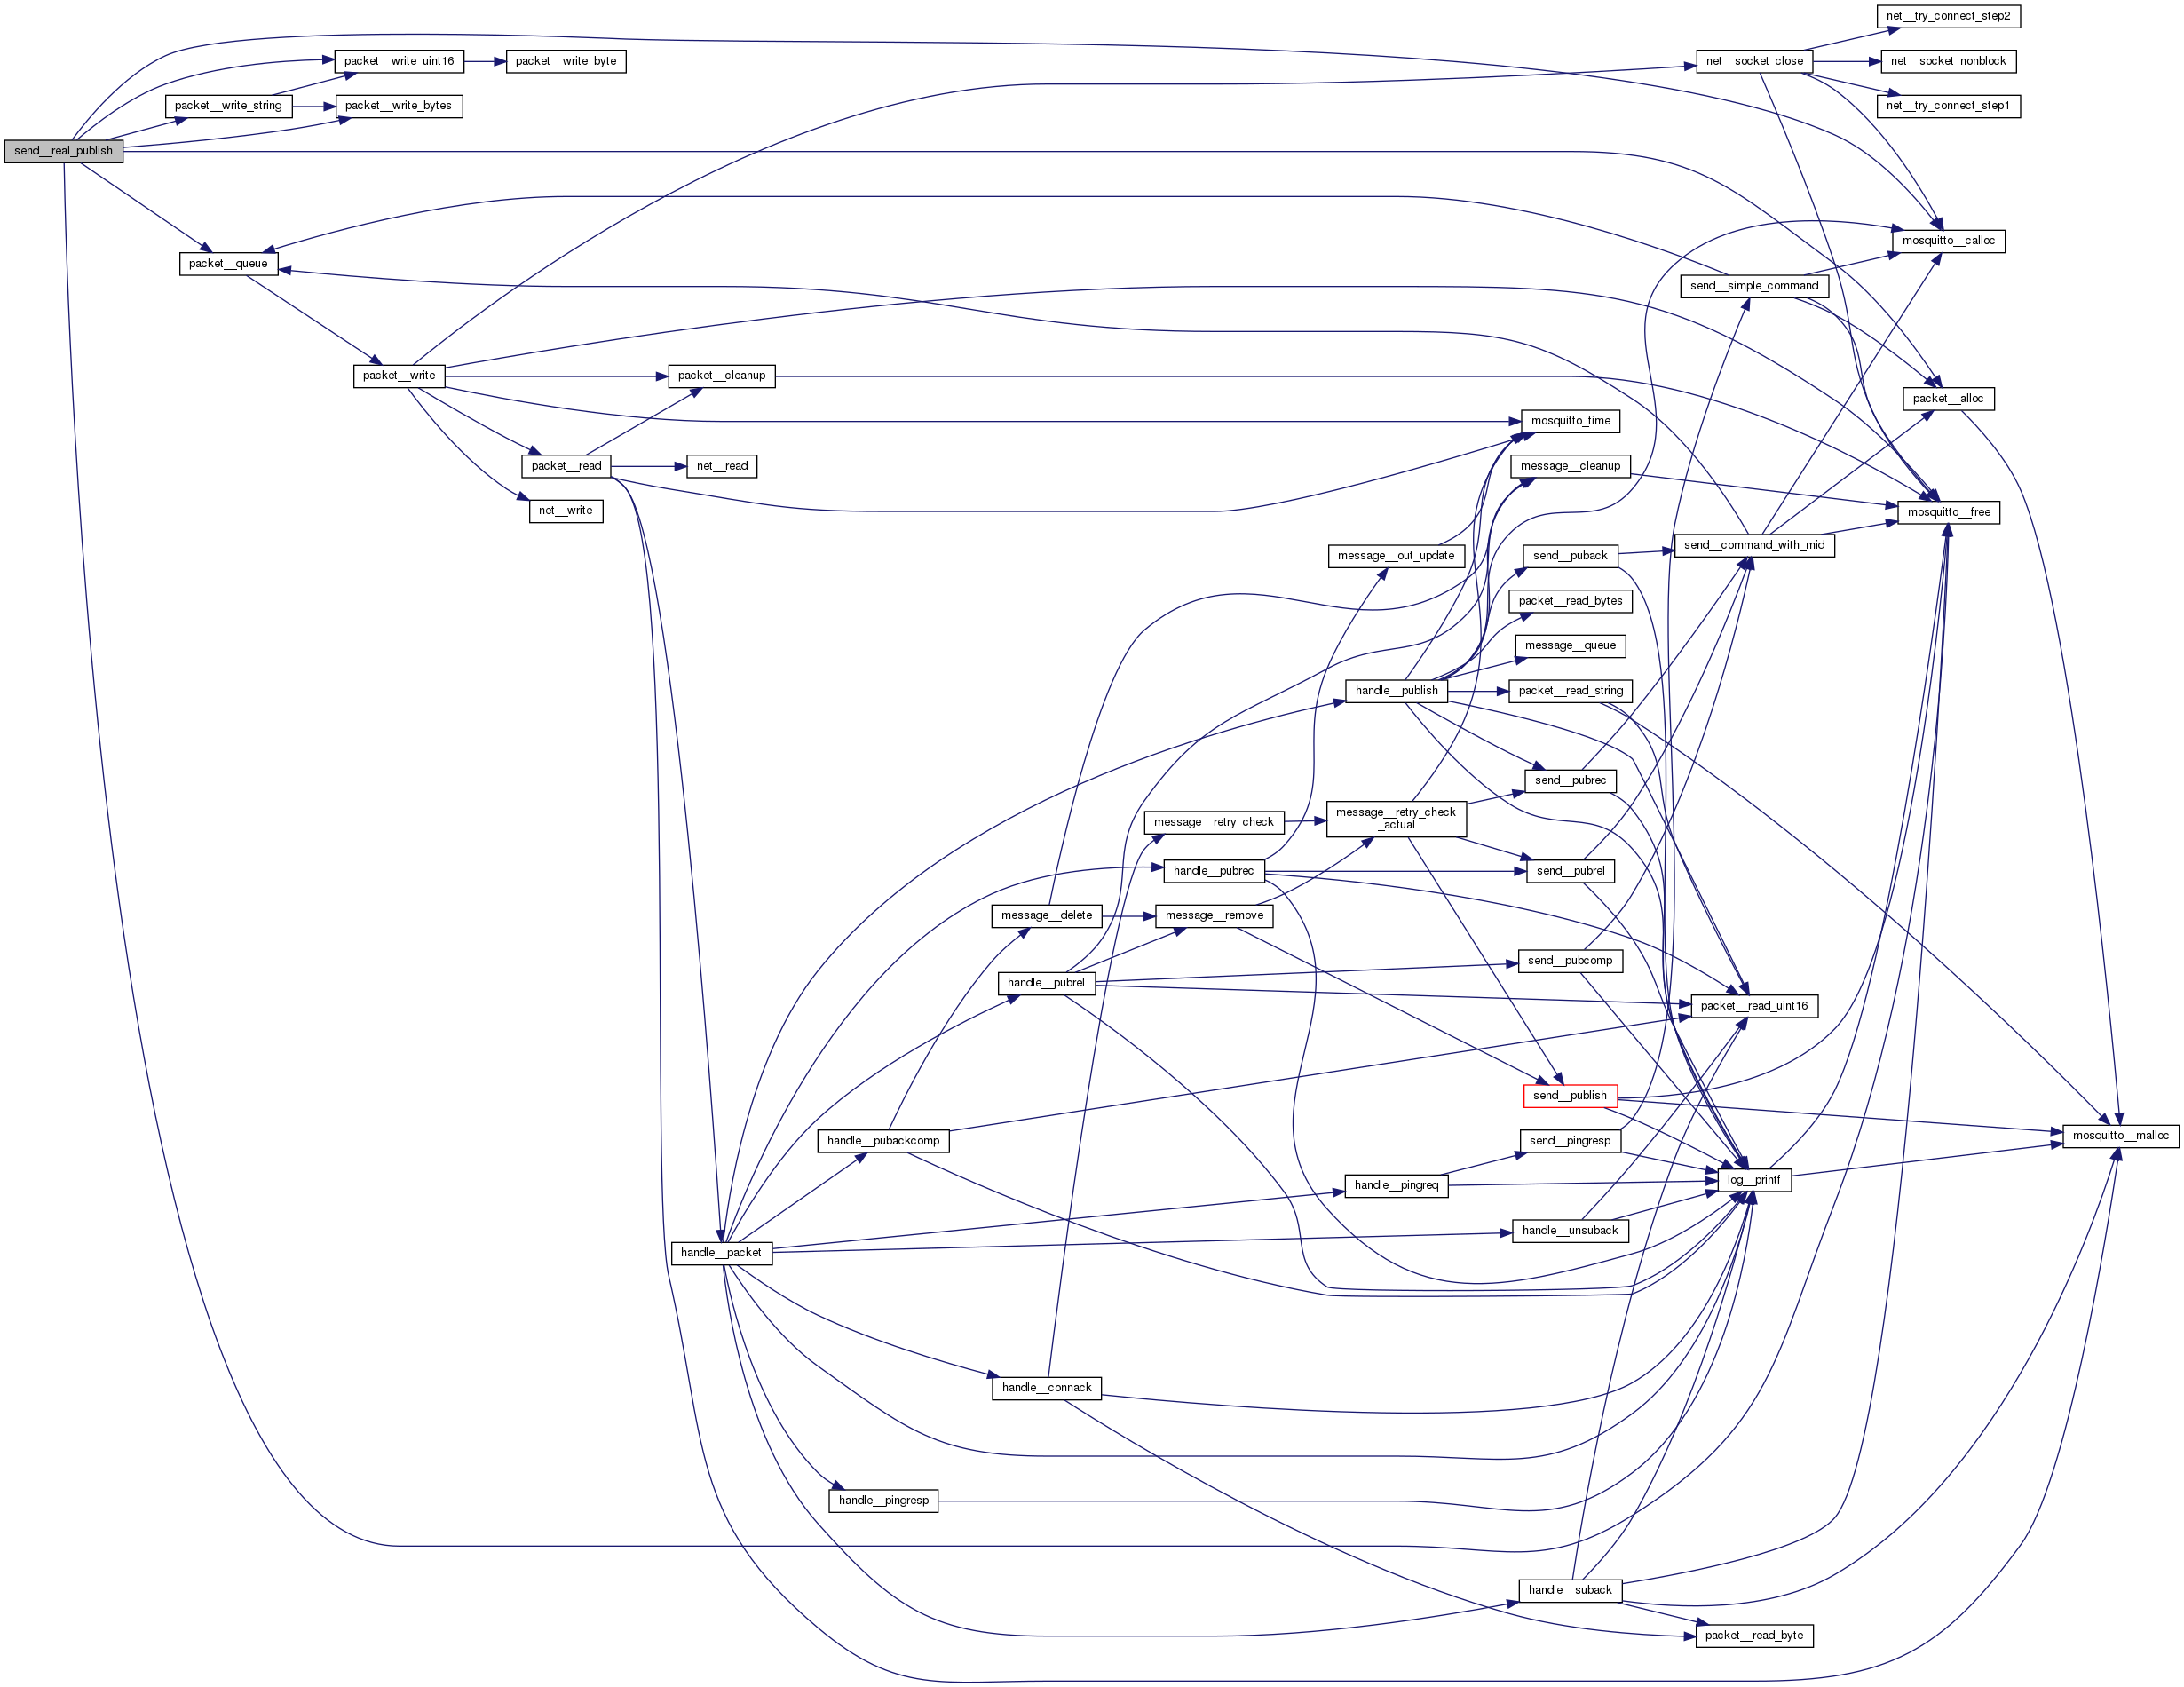 net__try_connect_step2
packet__write_uint16
packet__write_byte
net__socket_close
net__socket_nonblock
packet__write_string
packet__write_bytes
net__try_connect_step1
send__real_publish
mosquitto__calloc
packet__queue
send__simple_command
packet__write
packet__cleanup
packet__alloc
mosquitto_time
packet__read
net__read
message__cleanup
net__write
mosquitto__free
message__out_update
send__puback
send__command_with_mid
packet__read_bytes
message__queue
handle__publish
packet__read_string
send__pubrec
message__retry_check
message__retry_check
_actual
handle__pubrec
send__pubrel
message__delete
message__remove
send__pubcomp
handle__pubrel
packet__read_uint16
send__publish
handle__pubackcomp
send__pingresp
mosquitto__malloc
handle__pingreq
log__printf
handle__unsuback
handle__packet
handle__connack
handle__pingresp
handle__suback
packet__read_byte